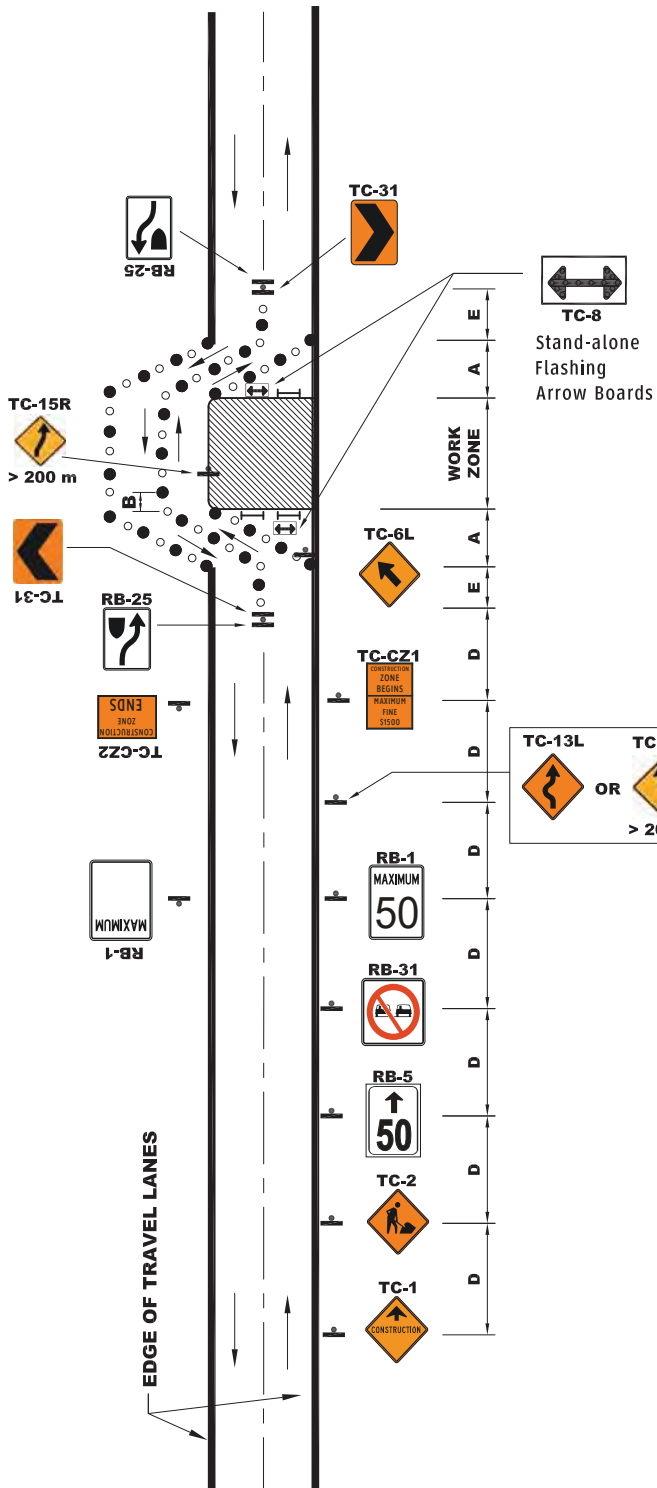 TC-31
RB-25
TC-8
Stand-alone
Flashing
Arrow Boards
E
A
TC-15R
> 200 m
WORK
ZONE
B
TC-31
RB-25
A
TC-6L
E
D
TC-CZ1
CONSTRUCTION
ZONE
BEGINS
MAXIMUM
FINE
$1500
CONSTRUCTION
ZONE
ENDS
TC-CZ2
D
TC-13L
OR
TC
> 20
D
RB-1
MAXIMUM
50
MAXIMUM
RB-1
D
RB-31
D
RB-5
50
D
TC-2
D
TC-1
CONSTRUCTION
EDGE OF TRAVEL LANES